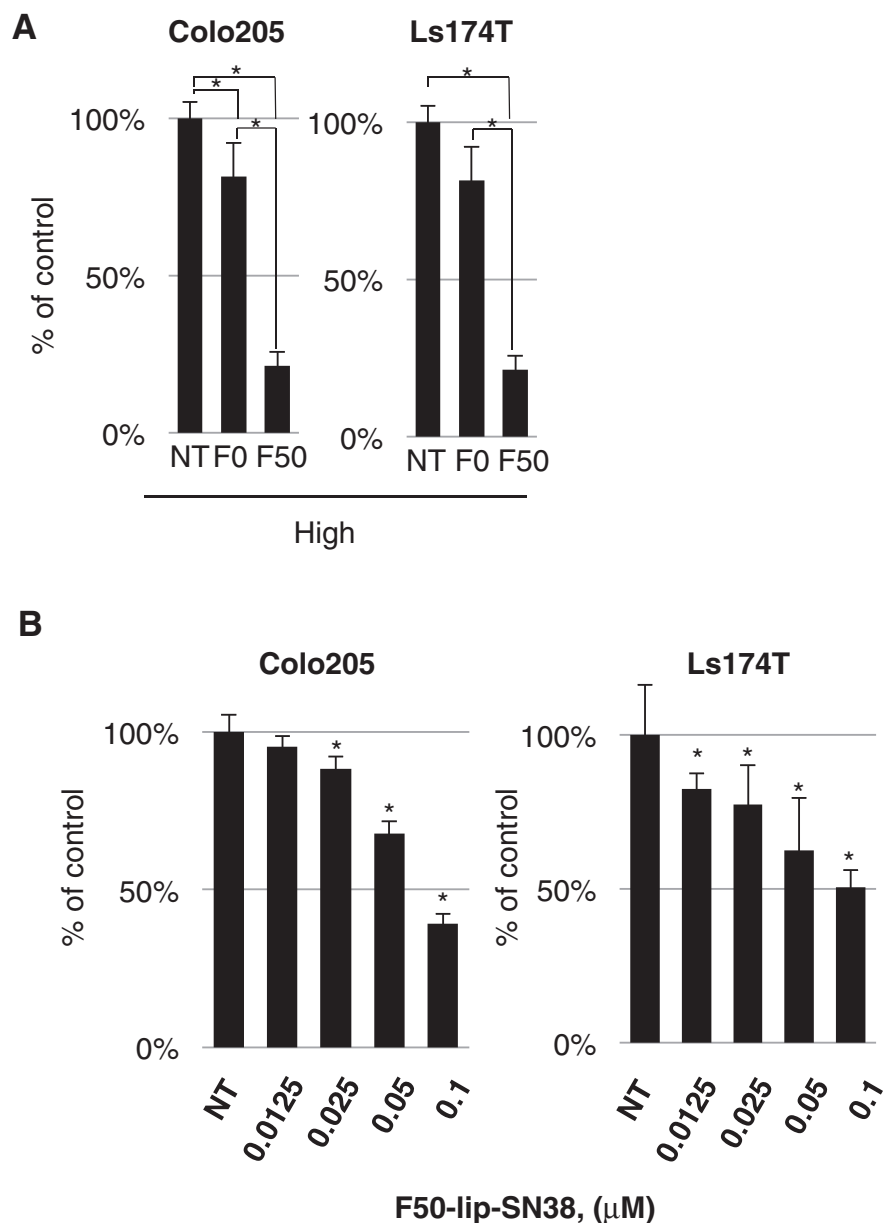 A
Colo205
Ls174T
* * *
* *
100%
50%
0%
% of control
NT F0 F50
100%
50%
0%
NT F0 F50
High
B
Colo205
Ls174T
100%
50%
0%
% of control
* * *
NT 0.0125 0.025 0.05 0.1
100%
50%
0%
% of control
* * * *
NT 0.0125 0.025 0.05 0.1
F50-lip-SN38, (μM)